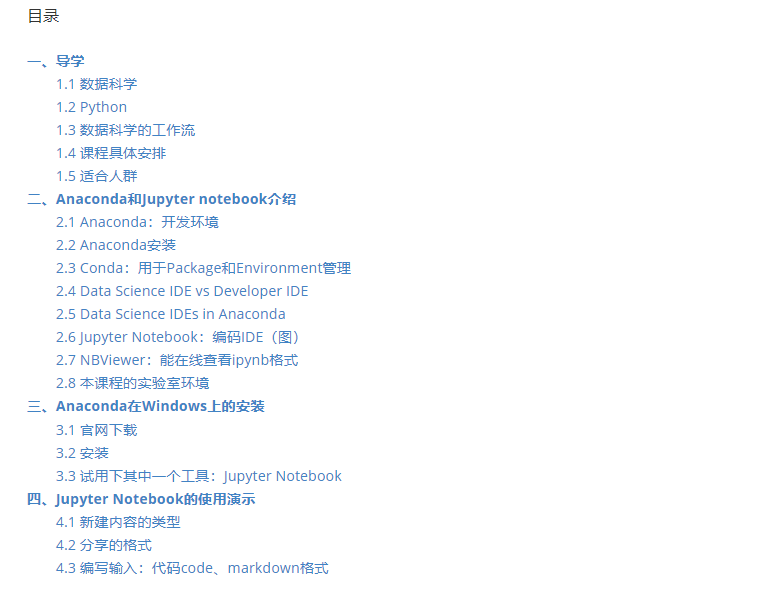 目录
一、导学
1.1 数据科学
1.2 Python
1.3 数据科学的工作流
1.4 课程具体安排
1.5 适合人群
二、Anaconda和Jupyter notebook介绍
2.1 Anaconda：开发环境
2.2 Anaconda安装
2.3 Conda：用于Package和Environment管理
2.4 Data Science IDE vs Developer IDE
2.5 Data Science IDEs in Anaconda
2.6 Jupyter Notebook：编码IDE（图）
2.7 NBViewer：能在线查看ipynb格式
2.8 本课程的实验室环境
三、Anaconda在Windows上的安装
3.1 官网下载
3.2 安装
3.3 试用下其中一个工具：Jupyter Notebook
四、Jupyter Notebook的使用演示
4.1 新建内容的类型
4.2 分享的格式
4.3 编写输入：代码code、markdown格式